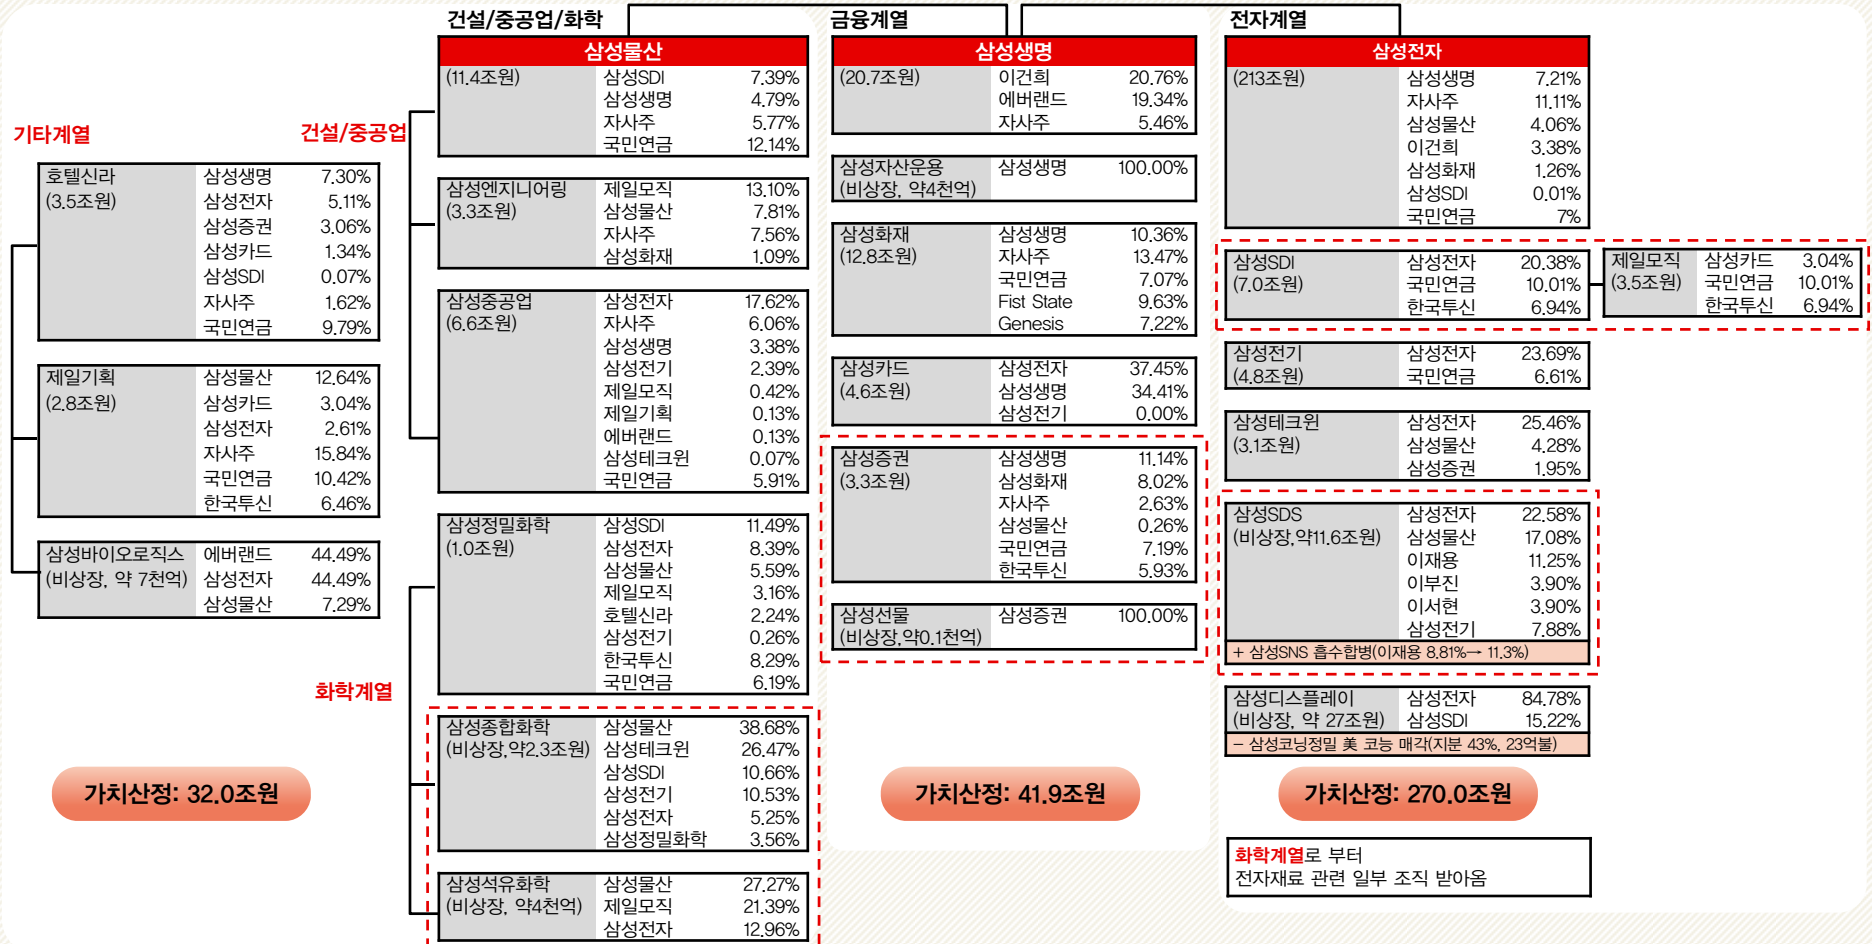 건설/중공업/화학
금융계열
전자계열
기타계열
호텔신라 삼성생명 7.30%
(3.5조원) 삼성전자 5.11%
삼성증권 3.06%
삼성카드 1.34%
삼성SDI 0.07%
자사주 1.62%
국민연금 9.79%
제일기획 삼성물산 12.64%
(2.8조원) 삼성카드 3.04%
삼성전자 2.61%
자사주 15.84%
국민연금 10.42%
한국투신 6.46%
삼성바이오로직스 에버랜드 44.49%
(비상장, 약 7천억) 삼성전자 44.49%
삼성물산 7.29%
가치산정: 32.0조원
건설/중공업
삼성물산
(11.4조원) 삼성SDI 7.39%
삼성생명 4.79%
자사주 5.77%
국민연금 12.14%
삼성엔지니어링 제일모직 13.10%
(3.3조원) 삼성물산 7.81%
자사주 7.56%
삼성화재 1.09%
삼성중공업 삼성전자 17.62%
(6.6조원) 자사주 6.06%
삼성생명 3.38%
삼성전기 2.39%
제일모직 0.42%
제일기획 0.13%
에버랜드 0.13%
삼성테크윈 0.07%
국민연금 5.91%
화학계열
삼성정밀화학 삼성SDI 11.49%
(1.0조원) 삼성전자 8.39%
삼성물산 5.59%
제일모직 3.16%
호텔신라 2.24%
삼성전기 0.26%
한국투신 8.29%
국민연금 6.19%
삼성종합화학 삼성물산 38.68%
(비상장,약2.3조원) 삼성테크윈 26.47%
삼성SDI 10.66%
삼성전기 10.53%
삼성전자 5.25%
삼성정밀화학 3.56%
삼성석유화학 삼성물산 27.27%
(비상장, 약4천억) 제일모직 21.39%
삼성전자 12.96%
삼성생명
(20.7조원) 이건희 20.76%
에버랜드 19.34%
자사주 5.46%
삼성자산운용 삼성생명 100.00%
(비상장, 약4천억)
삼성화재 삼성생명 10.36%
(12.8조원) 자사주 13.47%
국민연금 7.07%
Fist State 9.63%
Genesis 7.22%
삼성카드 삼성전자 37.45%
(4.6조원) 삼성생명 34.41%
삼성전기 0.00%
삼성증권 삼성생명 11.14%
(3.3조원) 삼성화재 8.02%
자사주 2.63%
삼성물산 0.26%
국민연금 7.19%
한국투신 5.93%
삼성선물 삼성증권 100.00%
(비상장,약0.1천억)
가치산정: 41.9조원
삼성전자
(213조원) 삼성생명 7.21%
자사주 11.11%
삼성물산 4.06%
이건희 3.38%
삼성화재 1.26%
삼성SDI 0.01%
국민연금 7%
삼성SDI 삼성전자 20.38%
(7.0조원) 국민연금 10.01%
한국투신 6.94%
제일모직 삼성카드 3.04%
(3.5조원) 국민연금 10.01%
한국투신 6.94%
삼성전기 삼성전자 23.69%
(4.8조원) 국민연금 6.61%
삼성테크윈 삼성전자 25.46%
(3.1조원) 삼성물산 4.28%
삼성증권 1.95%
삼성SDS 삼성전자 22.58%
(비상장,약11.6조원) 삼성물산 17.08%
이재용 11.25%
이부진 3.90%
이서현 3.90%
삼성전기 7.88%
+ 삼성SNS 흡수합병(이재용 8.81%→ 11.3%)
삼성디스플레이 삼성전자 84.78%
(비상장, 약 27조원) 삼성SDI 15.22%
- 삼성코닝정밀 美 코능 매각(지분 43%, 23억불)
가치산정: 270.0조원
화학계열로 부터
전자재료 관련 일부 조직 받아옴